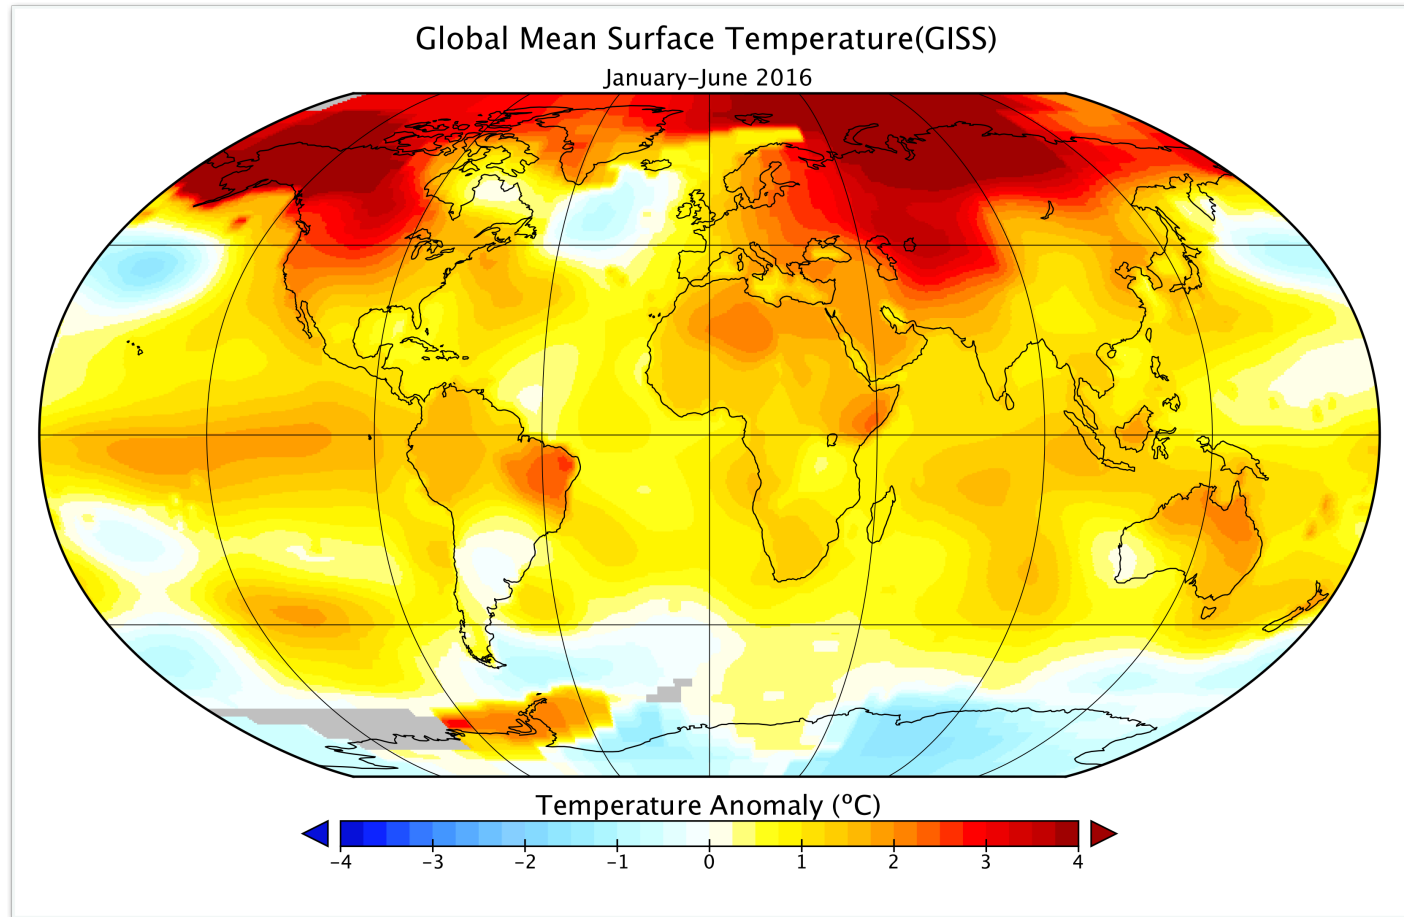 Global Mean Surface Temperature(GISS)
January–June 2016
Temperature Anomaly (ºC)
−4 −3 −2 −1 0 1 2 3 4